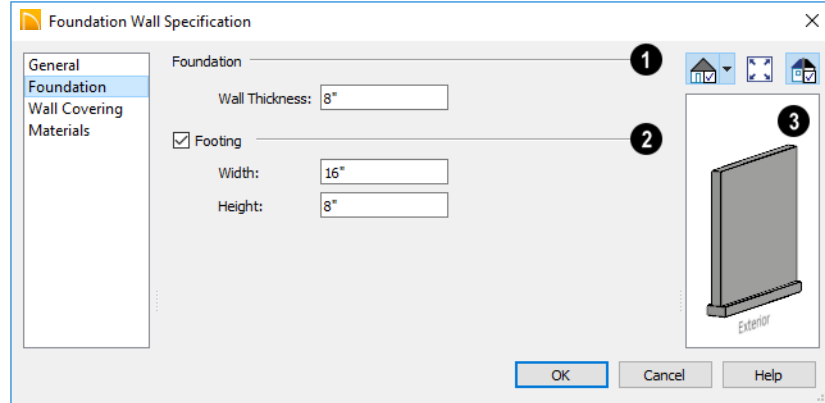 Foundation Wall Specification
General
Foundation
Wall Covering
Materials
Foundation
1
Wall Thickness: 8"
Footing
2
Width: 16"
Height: 8"
3
Exterior
OK Cancel Help